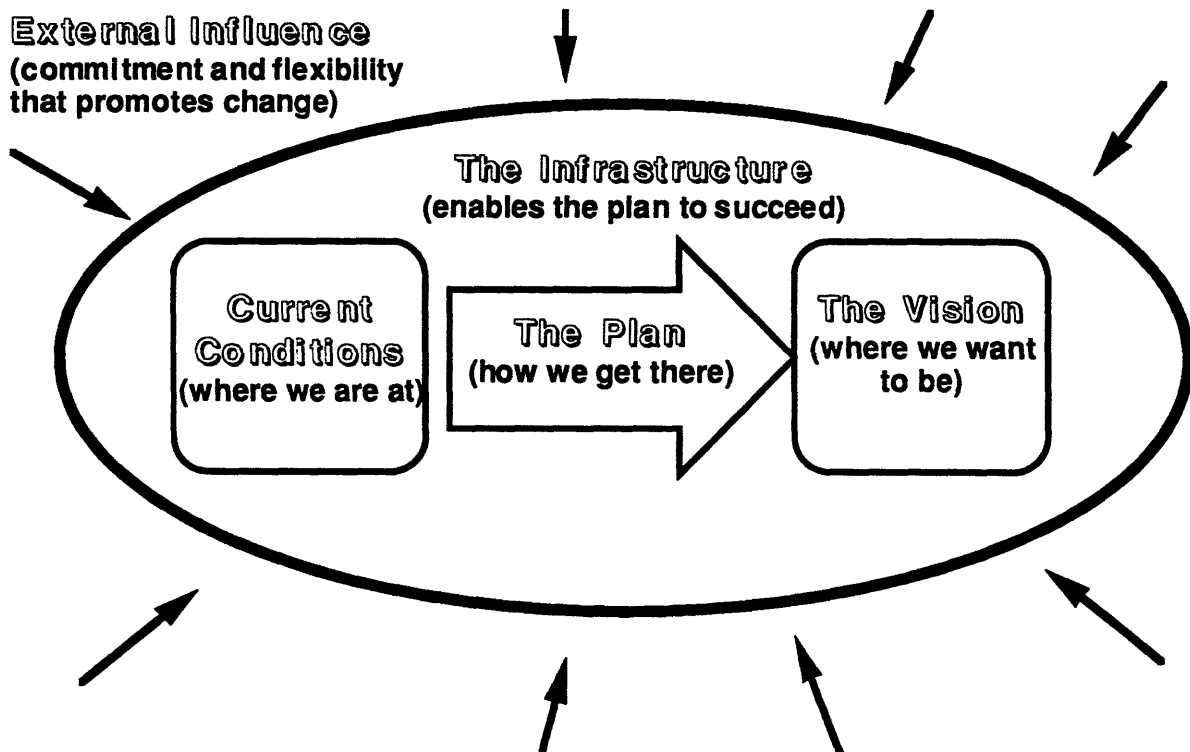 External Influence
(commitment and flexibility
that promotes change)
The Infrastructure
(enables the plan to succeed)
Current
Conditions
(where we are at)
The Plan
(how we get there)
The Vision
(where we want
to be)